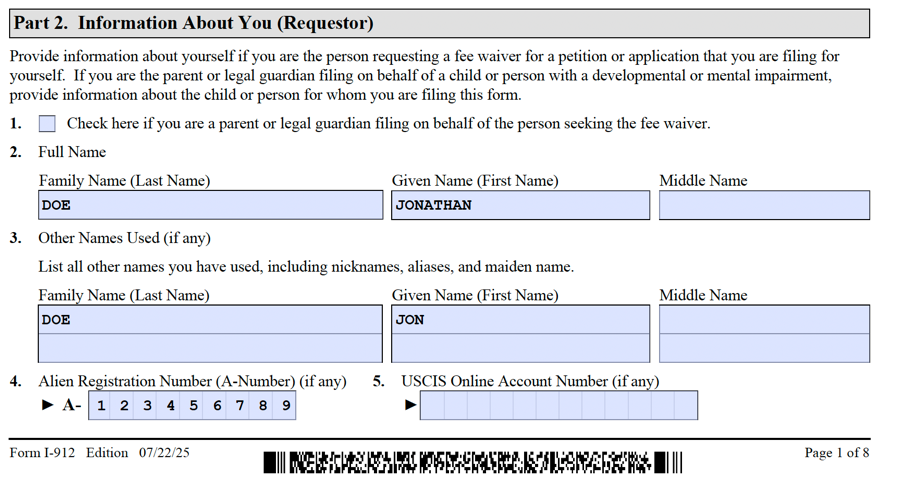 Part 2. Information About You (Requestor)
Provide information about yourself if you are the person requesting a fee waiver for a petition or application that you are filing for
yourself. If you are the parent or legal guardian filing on behalf of a child or person with a developmental or mental impairment,
provide information about the child or person for whom you are filing this form.
1. Check here if you are a parent or legal guardian filing on behalf of the person seeking the fee waiver.
2. Full Name
Family Name (Last Name) Given Name (First Name) Middle Name
DOE JONATHAN
3. Other Names Used (if any)
List all other names you have used, including nicknames, aliases, and maiden name.
Family Name (Last Name) Given Name (First Name) Middle Name
DOE JON
4. Alien Registration Number (A-Number) (if any) 5. USCIS Online Account Number (if any)
► A- 1 2 3 4 5 6 7 8 9 ►
Form I-912 Edition 07/22/25 Page 1 of 8